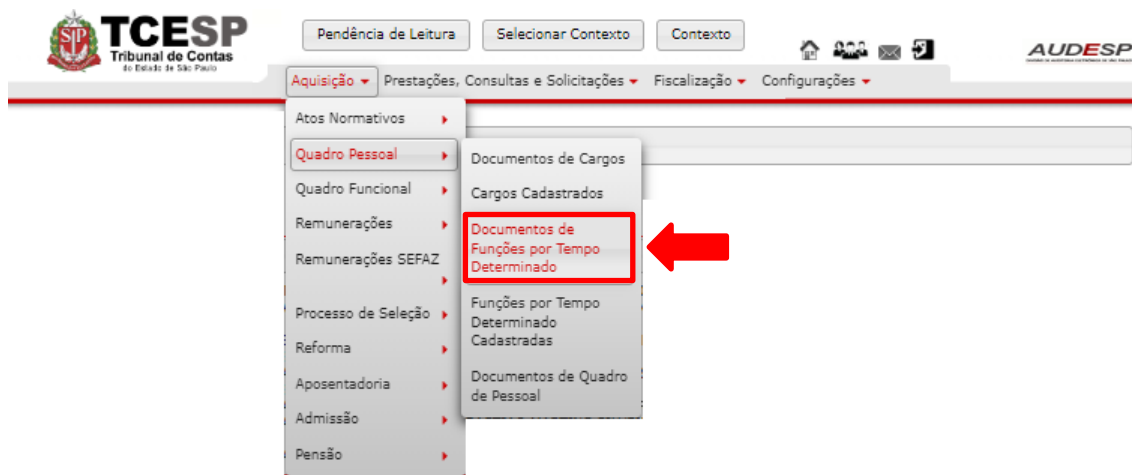 TCESP
Tribunal de Contas
do Estado de São Paulo
Pendência de Leitura
Selecionar Contexto
Contexto
AUDESP
Aquisição
Prestações, Consultas e Solicitações
Fiscalização
Configurações
Atos Normativos
Quadro Pessoal
Quadro Funcional
Remunerações
Remunerações SEFAZ
Processo de Seleção
Reforma
Aposentadoria
Admissão
Pensão
Documentos de Cargos
Cargos Cadastrados
Documentos de
Funções por Tempo
Determinado
Funções por Tempo
Determinado
Cadastradas
Documentos de Quadro
de Pessoal